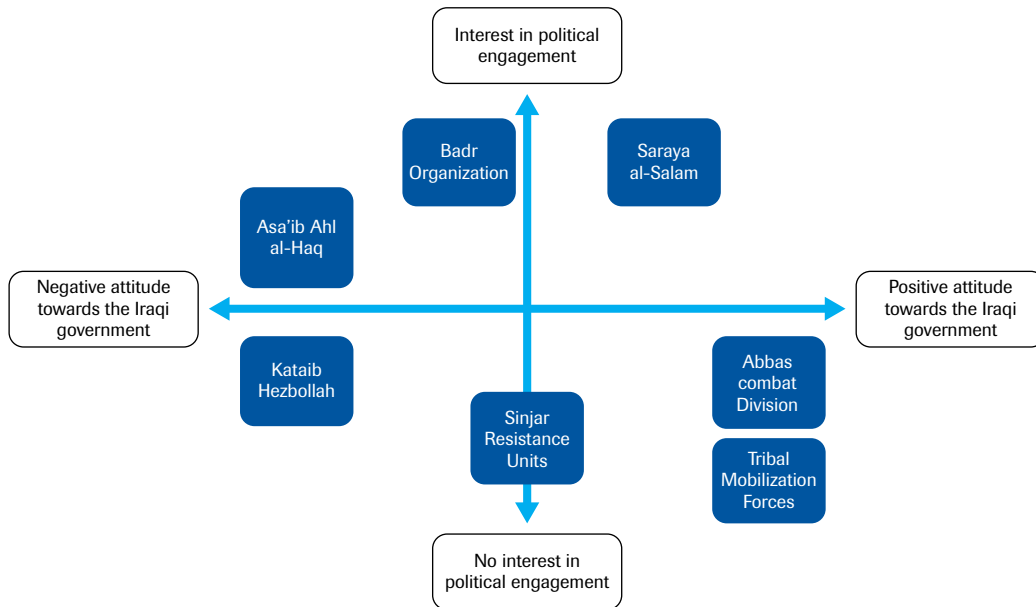 Interest in political
engagement
Badr
Organization
Saraya
al-Salam
Asa’ib Ahl
al-Haq
Negative attitude
towards the Iraqi
government
Positive attitude
towards the Iraqi
government
Kataib
Hezbollah
Abbas
combat
Division
Sinjar
Resistance
Units
Tribal
Mobilization
Forces
No interest in
political engagement